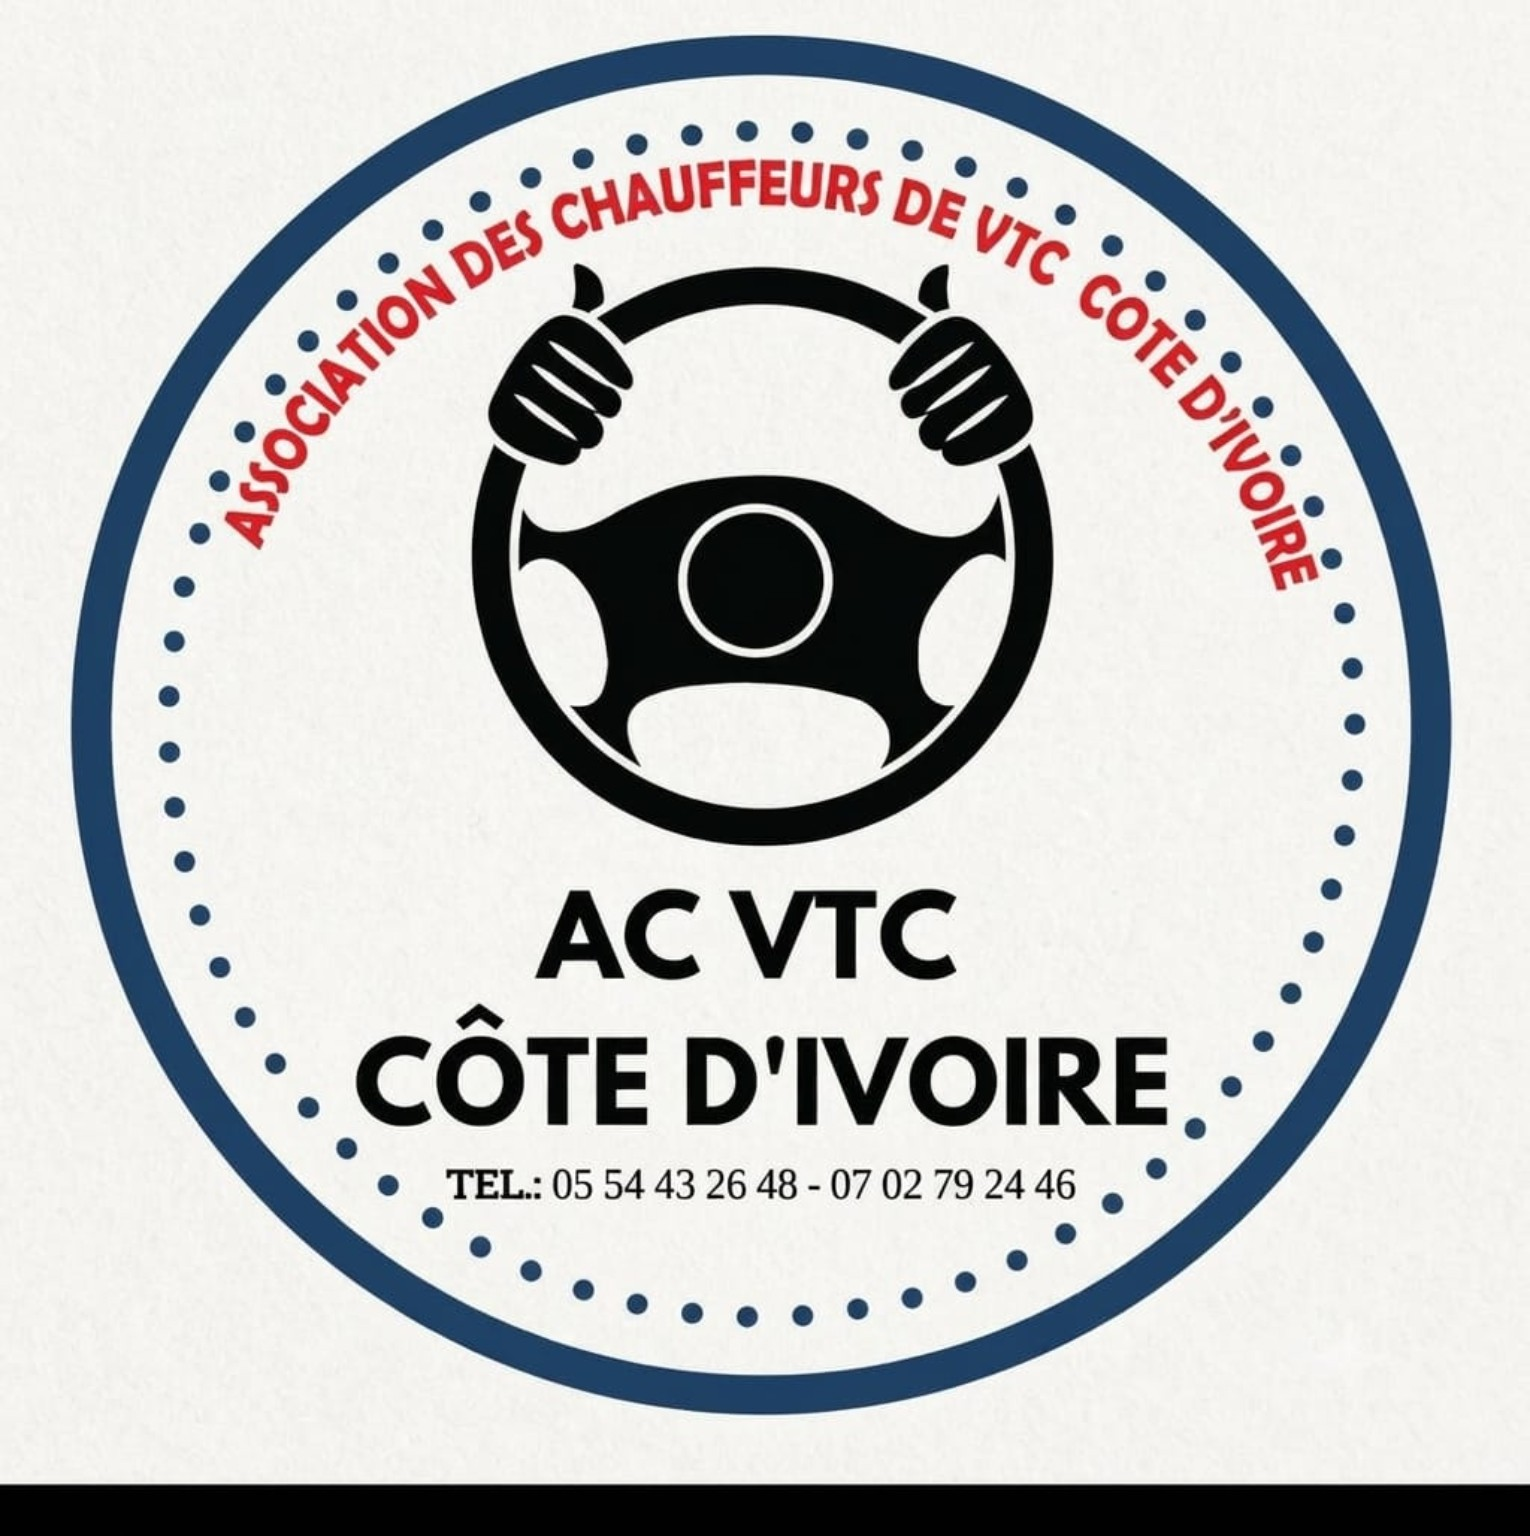 ASSOCIATION DES CHAUFFEURS DE VTC COTE D'IVOIRE
AC VTC
CÔTE D'IVOIRE
TEL.: 05 54 43 26 48 - 07 02 79 24 46